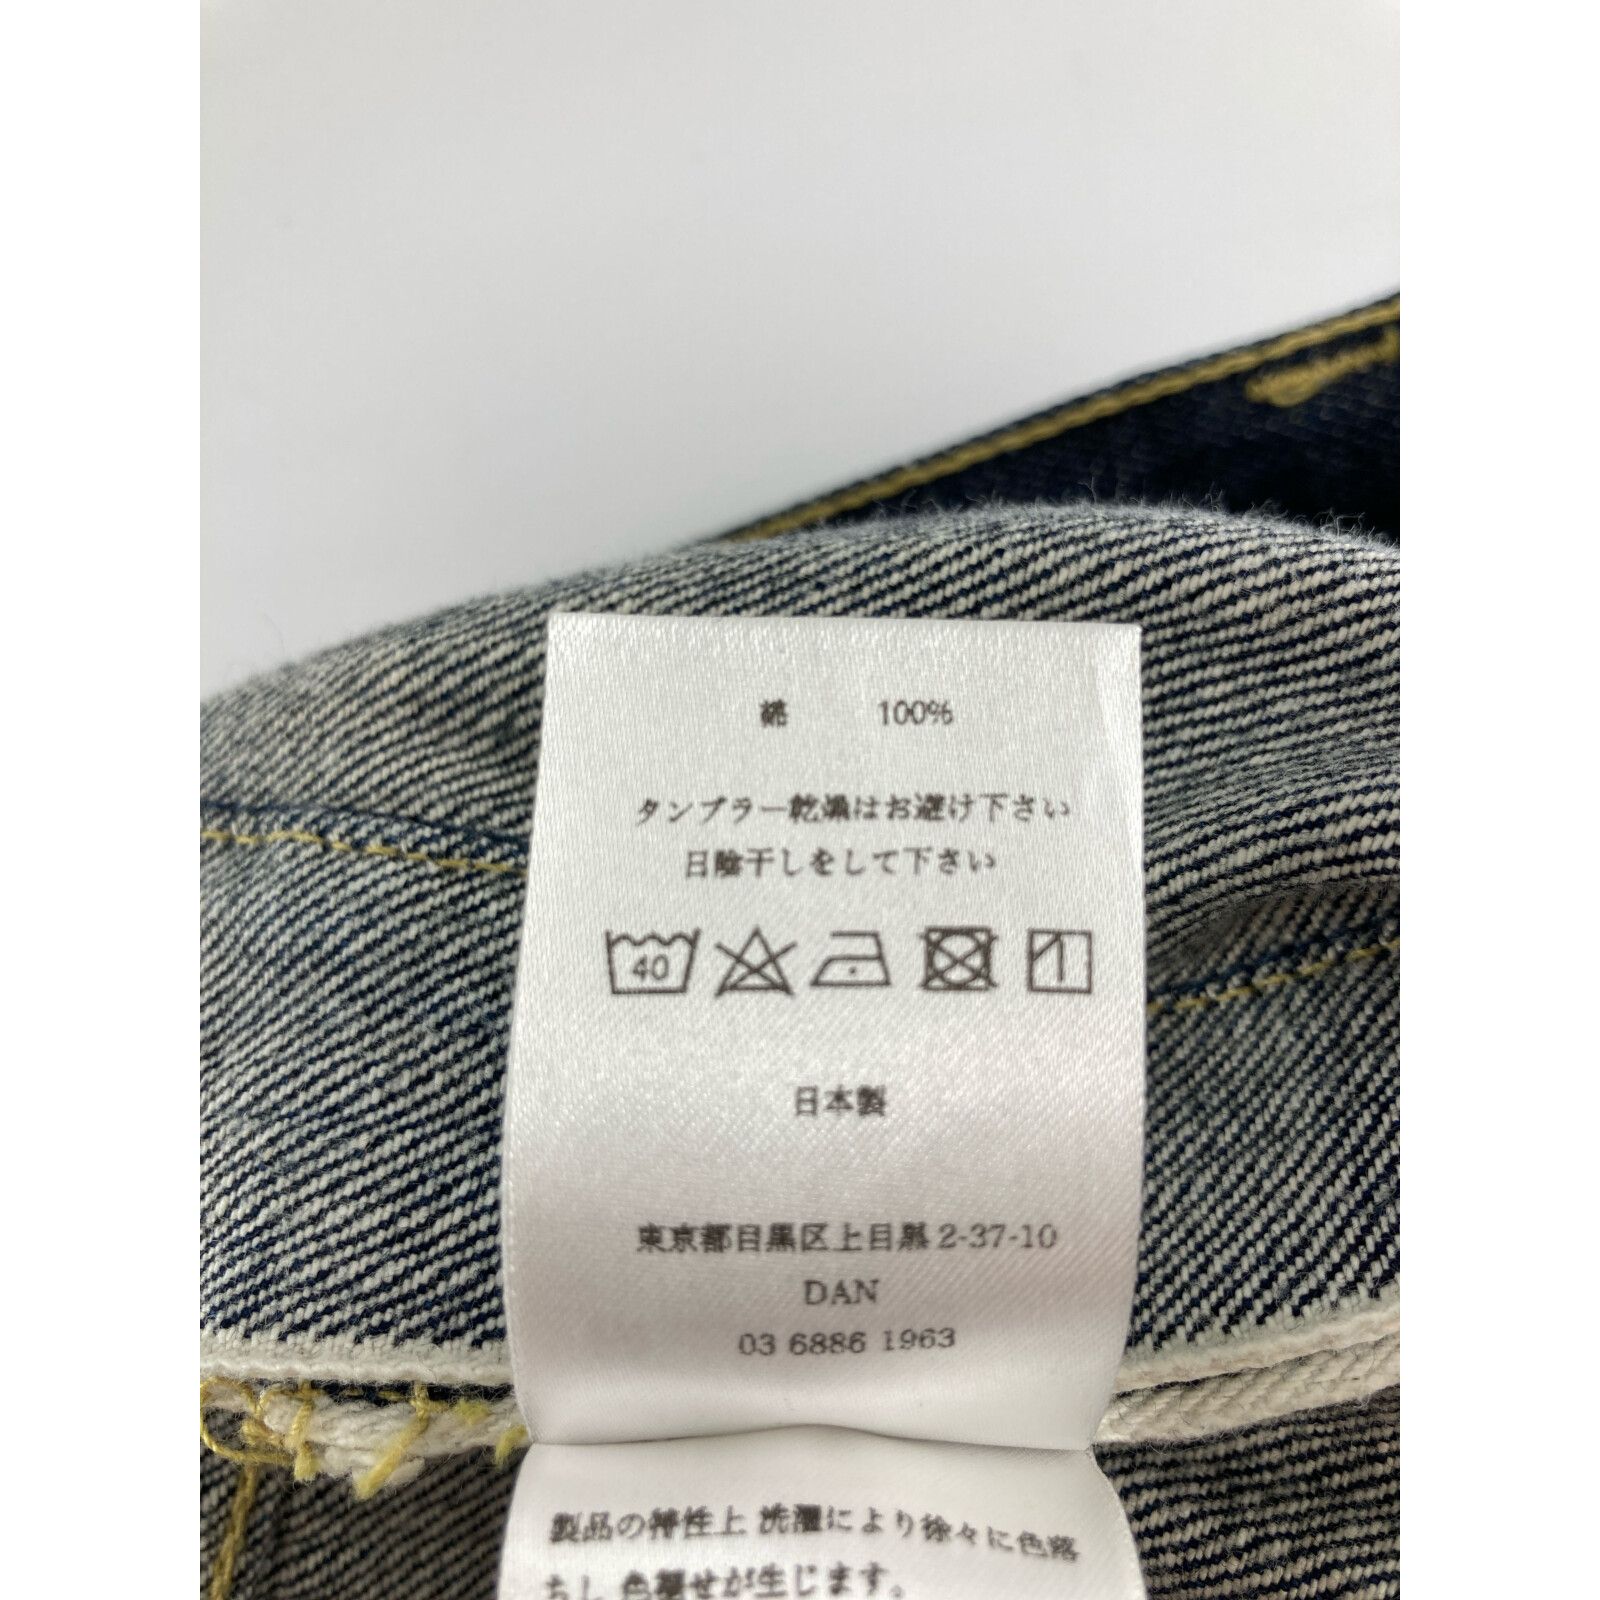 綿 100%
タンブラー乾燥はお避け下さい
日陰干しをして下さい
40
日本製
東京都目黒区上目黒 2-37-10
DAN
03 6886 1963
製品の特性上 洗濯により徐々に色落
ちし 色褪せが生じます。